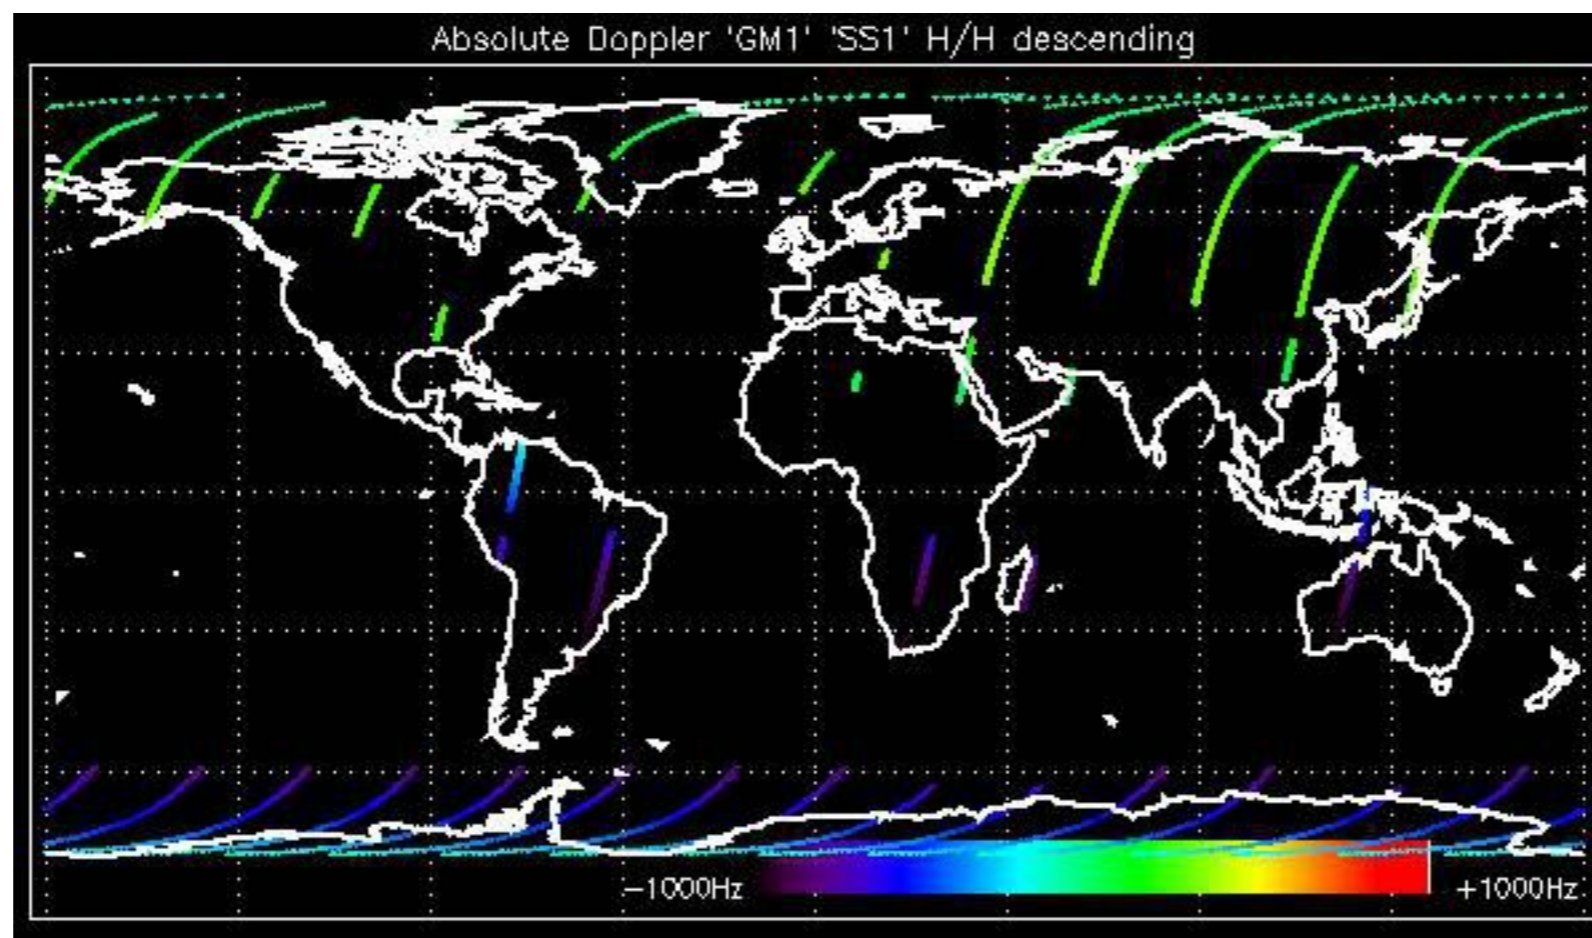 Absolute Doppler 'GM1' 'SS1' H/H descending
−1000Hz
+1000Hz